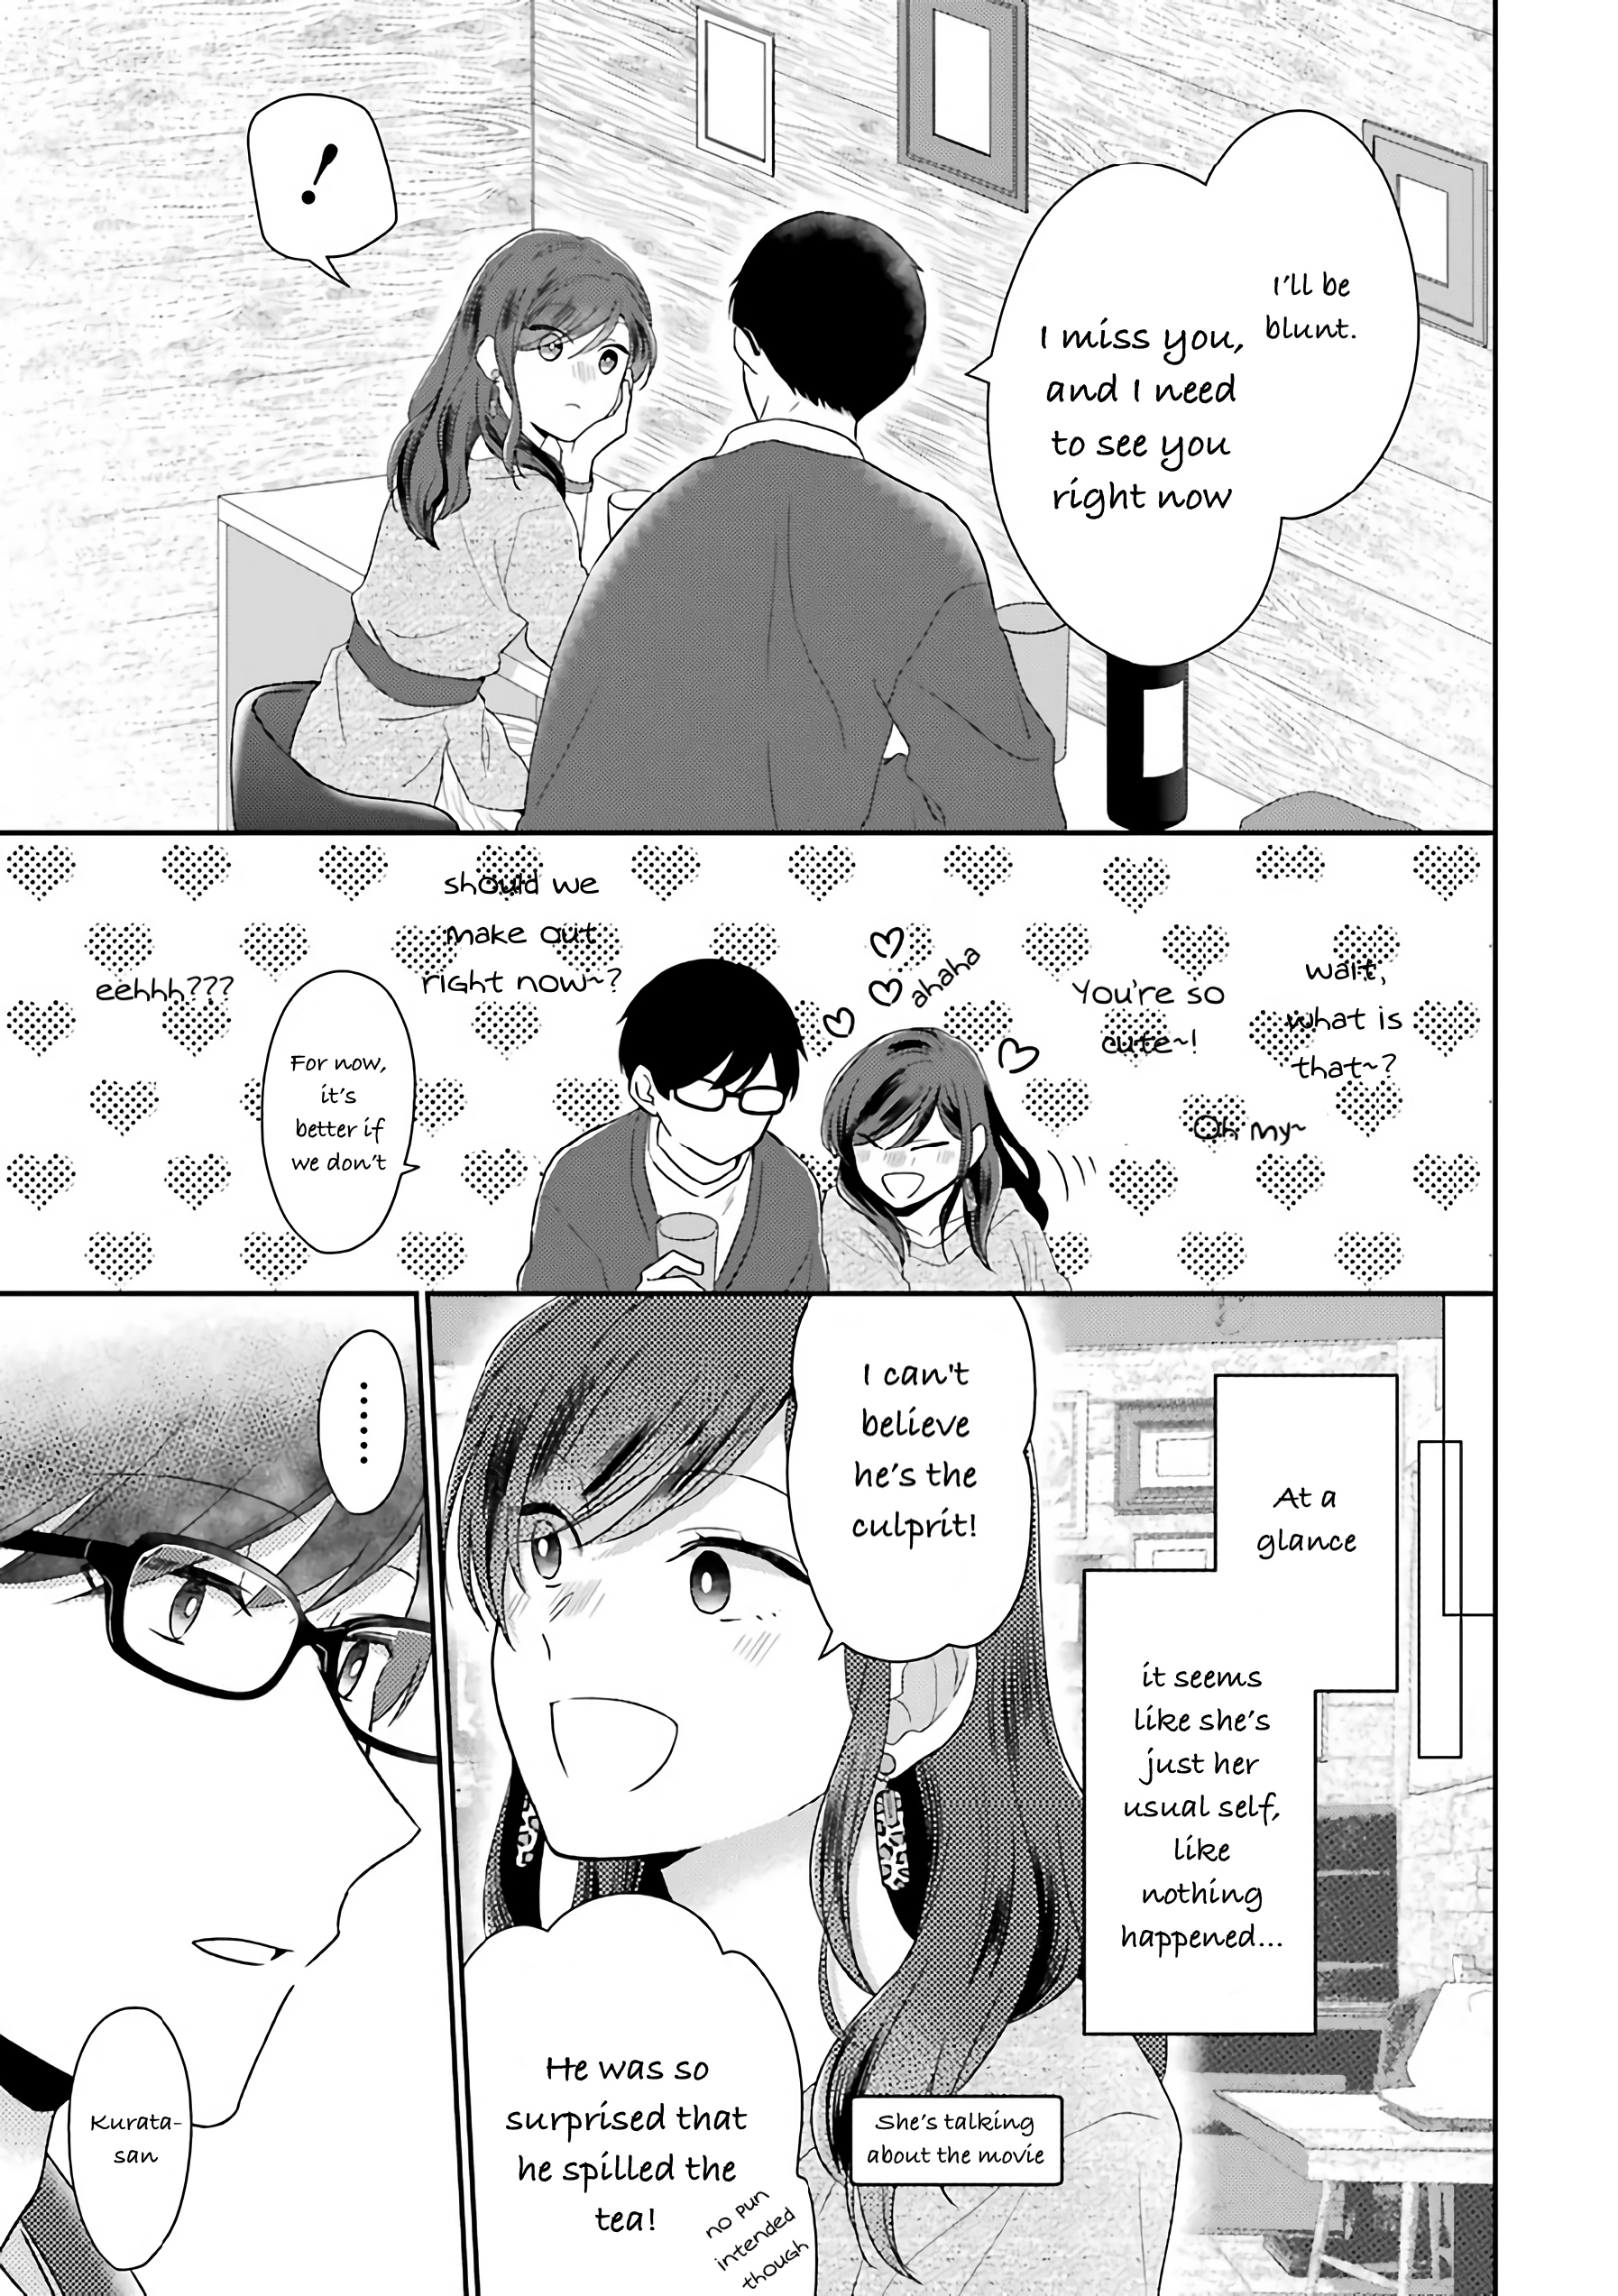 I'll be
blunt.
I miss you,
and I need
to see you
right now
!
wait,
what is
that~?
Oh my~
You're so
cute~!
ahaha
should we
make out
right now~?
For now,
it's
better if
we don't
eehhh???
At a
glance
it seems
like she's
just her
usual self,
like
nothing
happened...
I can't
believe
he's the
culprit!
She's talking
about the movie
He was so
surprised that
he spilled the
tea!
no pun
intended
though
......
Kurata-
san